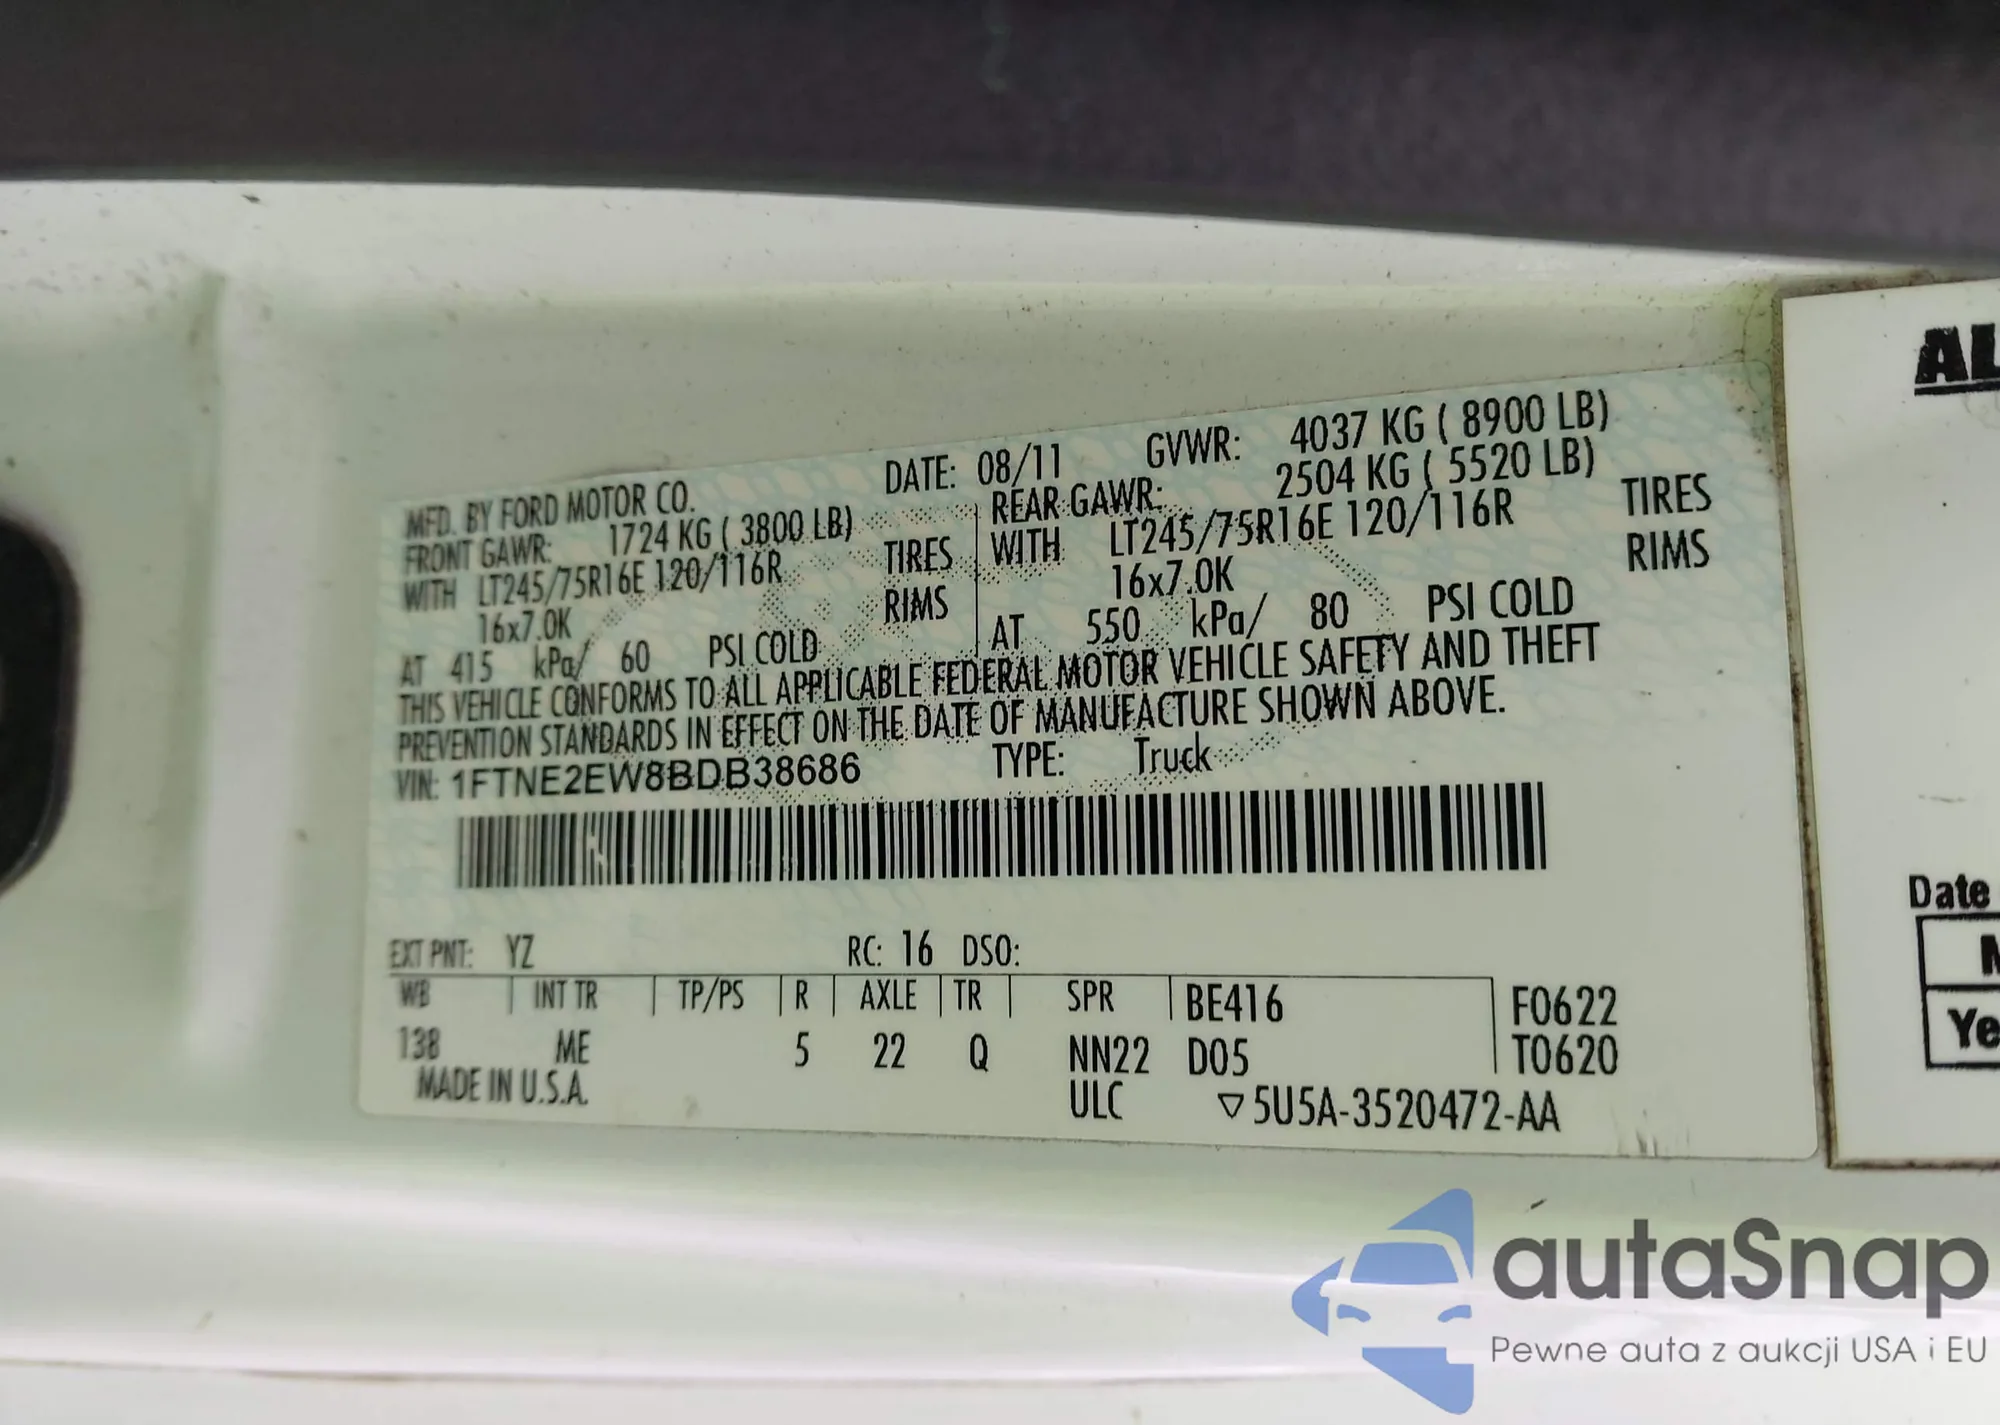 MFD. BY FORD MOTOR CO. DATE: 08/11 GVWR: 4037 KG ( 8900 LB)
FRONT GAWR: 1724 KG ( 3800 LB) REAR GAWR: 2504 KG ( 5520 LB)
WITH LT245/75R16E 120/116R TIRES WITH LT245/75R16E 120/116R TIRES
16x7.0K RIMS 16x7.0K RIMS
AT 415 kPa/ 60 PSI COLD AT 550 kPa/ 80 PSI COLD
THIS VEHICLE CONFORMS TO ALL APPLICABLE FEDERAL MOTOR VEHICLE SAFETY AND THEFT
PREVENTION STANDARDS IN EFFECT ON THE DATE OF MANUFACTURE SHOWN ABOVE.
VIN: 1FTNE2EW8BDB38686 TYPE: Truck
EXT PNT: YZ RC: 16 DSO:
WB INT TR TP/PS R AXLE TR SPR BE416 F0622
138 ME 5 22 Q NN22 D05 T0620
MADE IN U.S.A. ULC ▽5U5A-3520472-AA
AL
Date
Ye
autaSnap
Pewne auta z aukcji USA i EU